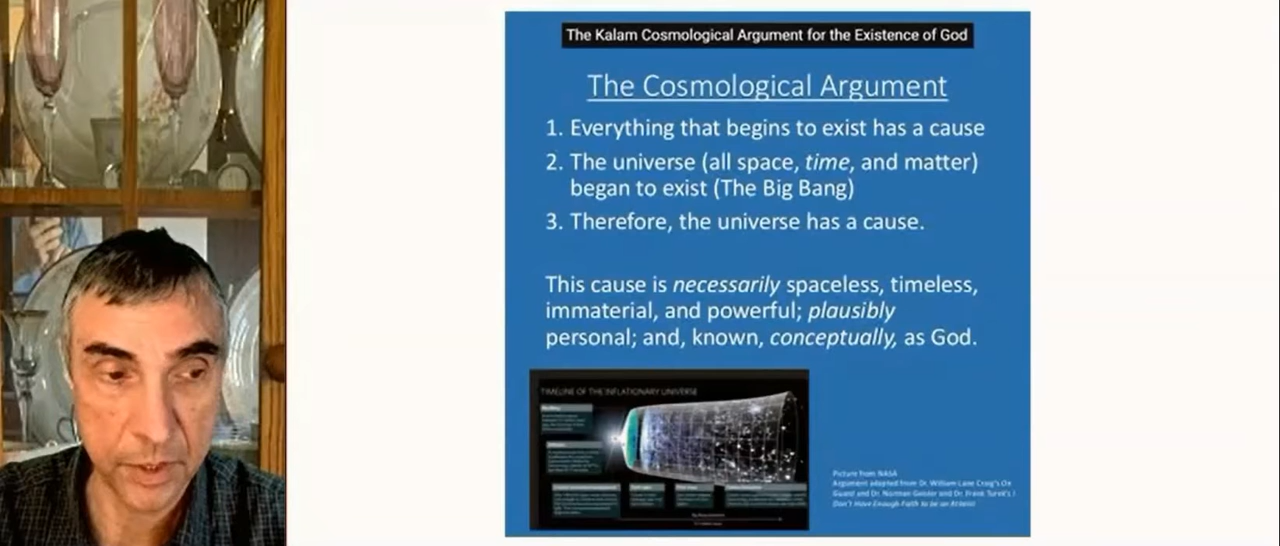 The Kalam Cosmological Argument for the Existence of God
The Cosmological Argument
1. Everything that begins to exist has a cause
2. The universe (all space, time, and matter)
began to exist (The Big Bang)
3. Therefore, the universe has a cause.
This cause is necessarily spaceless, timeless,
immaterial, and powerful; plausibly
personal; and, known, conceptually, as God.
TIMELINE OF THE INFLATIONARY UNIVERSE
Picture from NASA
Argument adapted from Dr. William Lane Craig's On
Guard and Dr. Norman Geisler and Dr. Frank Turek's I
Don't Have Enough Faith to be an Atheist